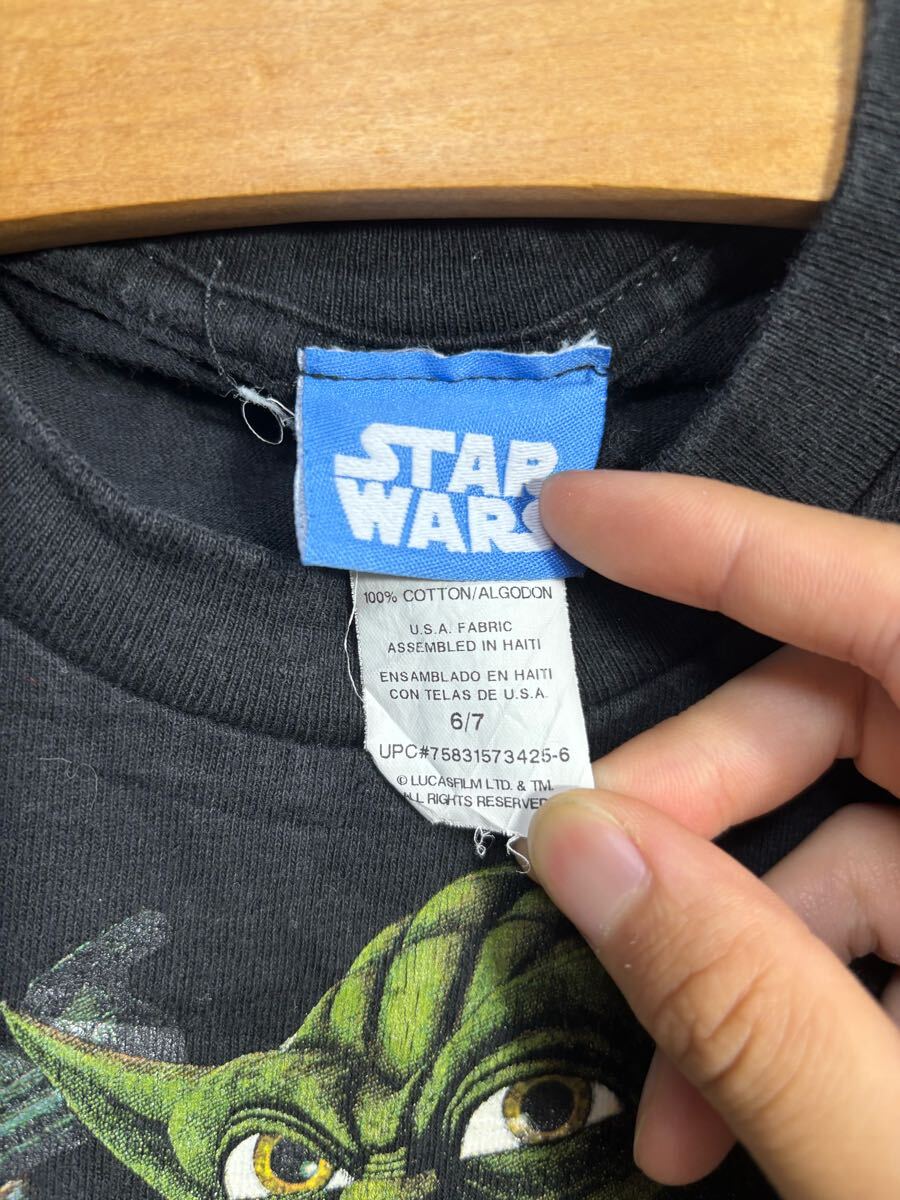 STAR
WARS
100% COTTON/ALGODON
U.S.A. FABRIC
ASSEMBLED IN HAITI
ENSAMBLADO EN HAITI
CON TELAS DE U.S.A.
6/7
UPC#75831573425-6
© LUCASFILM LTD. & TM.
ALL RIGHTS RESERVED